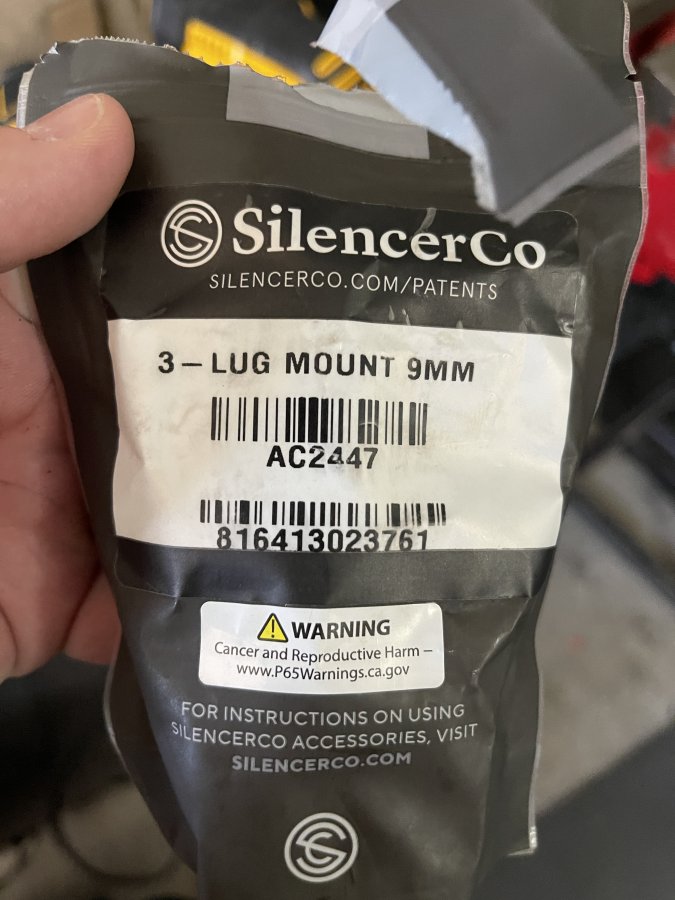 SilencerCo
SILENCERCO.COM/PATENTS
3-LUG MOUNT 9MM
AC2447
816413023761
WARNING
Cancer and Reproductive Harm –
www.P65Warnings.ca.gov
FOR INSTRUCTIONS ON USING
SILENCERCO ACCESSORIES, VISIT
SILENCERCO.COM